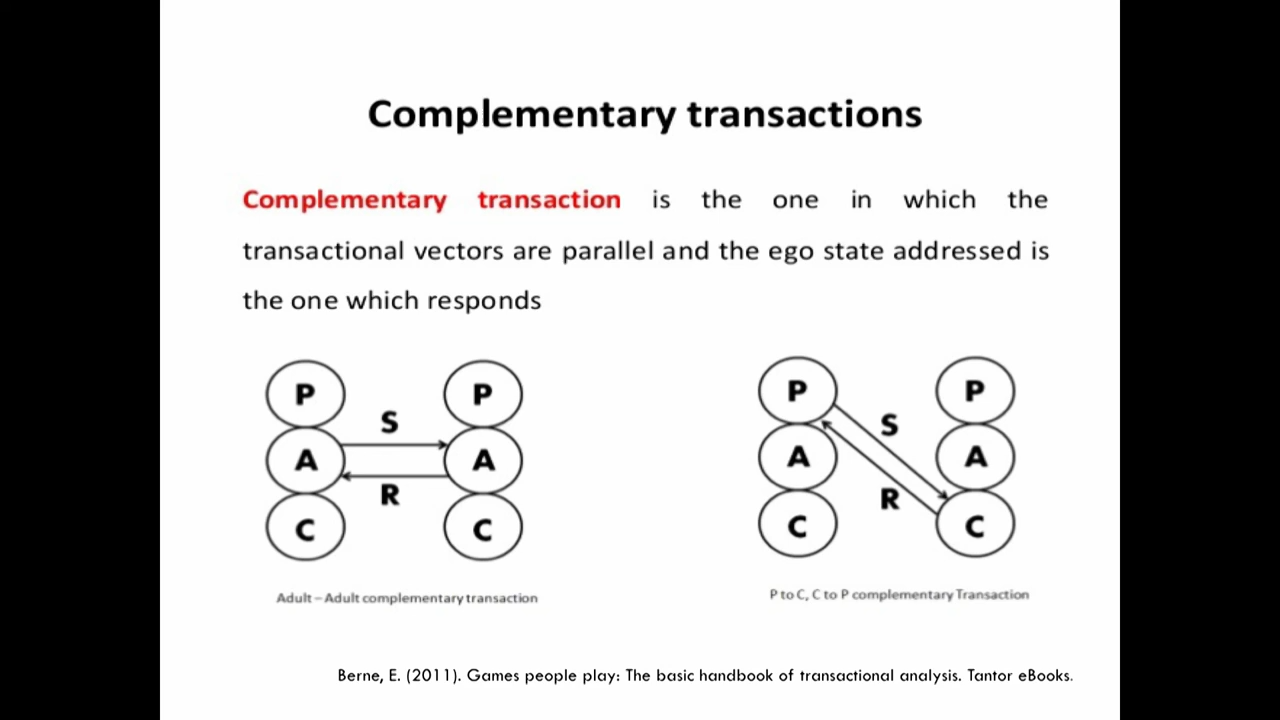 Complementary transactions
Complementary transaction is the one in which the
transactional vectors are parallel and the ego state addressed is
the one which responds
P P
S
A A
R
C C
Adult – Adult complementary transaction
P P
S
A A
R
C C
P to C, C to P complementary Transaction
Berne, E. (2011). Games people play: The basic handbook of transactional analysis. Tantor eBooks.